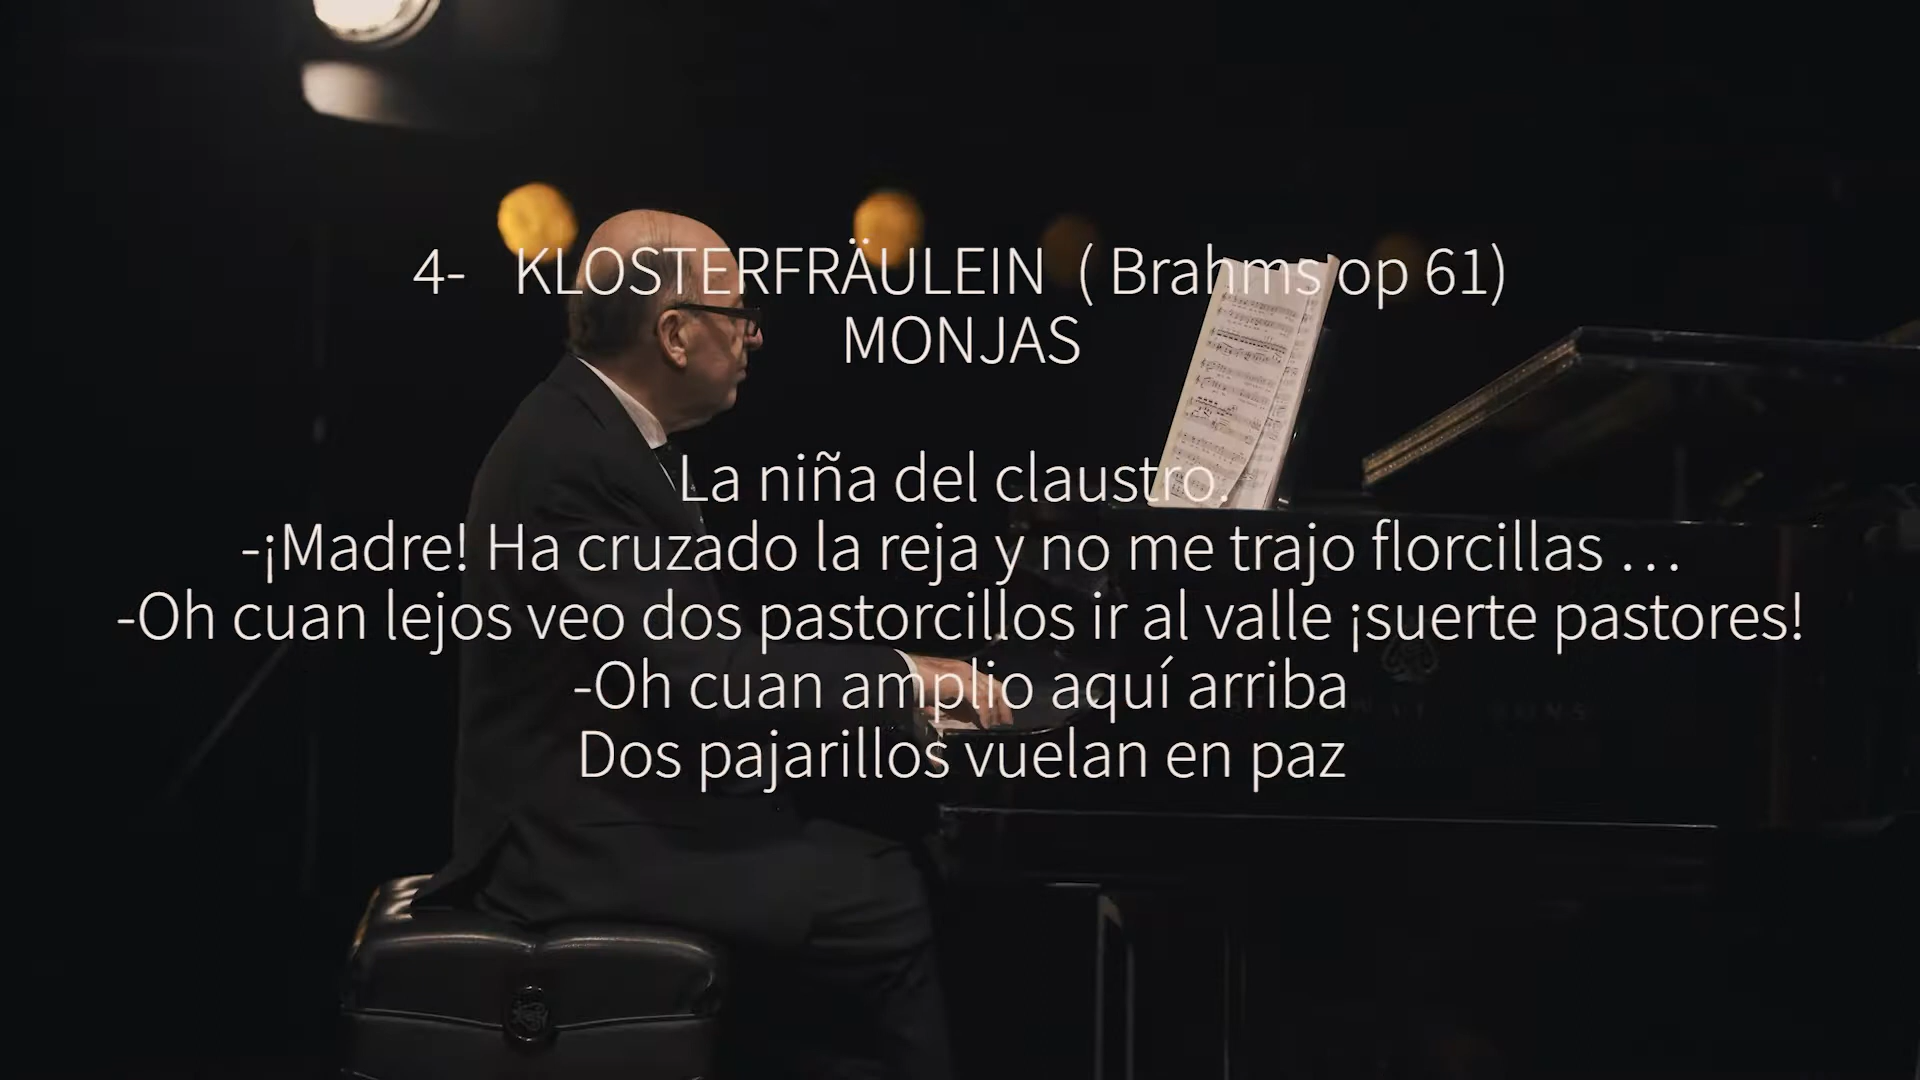 4- KLOSTERFRÄULEIN ( Brahms op 61)
MONJAS
La niña del claustro.
-¡Madre! Ha cruzado la reja y no me trajo florcillas ...
-Oh cuan lejos veo dos pastorcillos ir al valle ¡suerte pastores!
-Oh cuan amplio aquí arriba
Dos pajarillos vuelan en paz